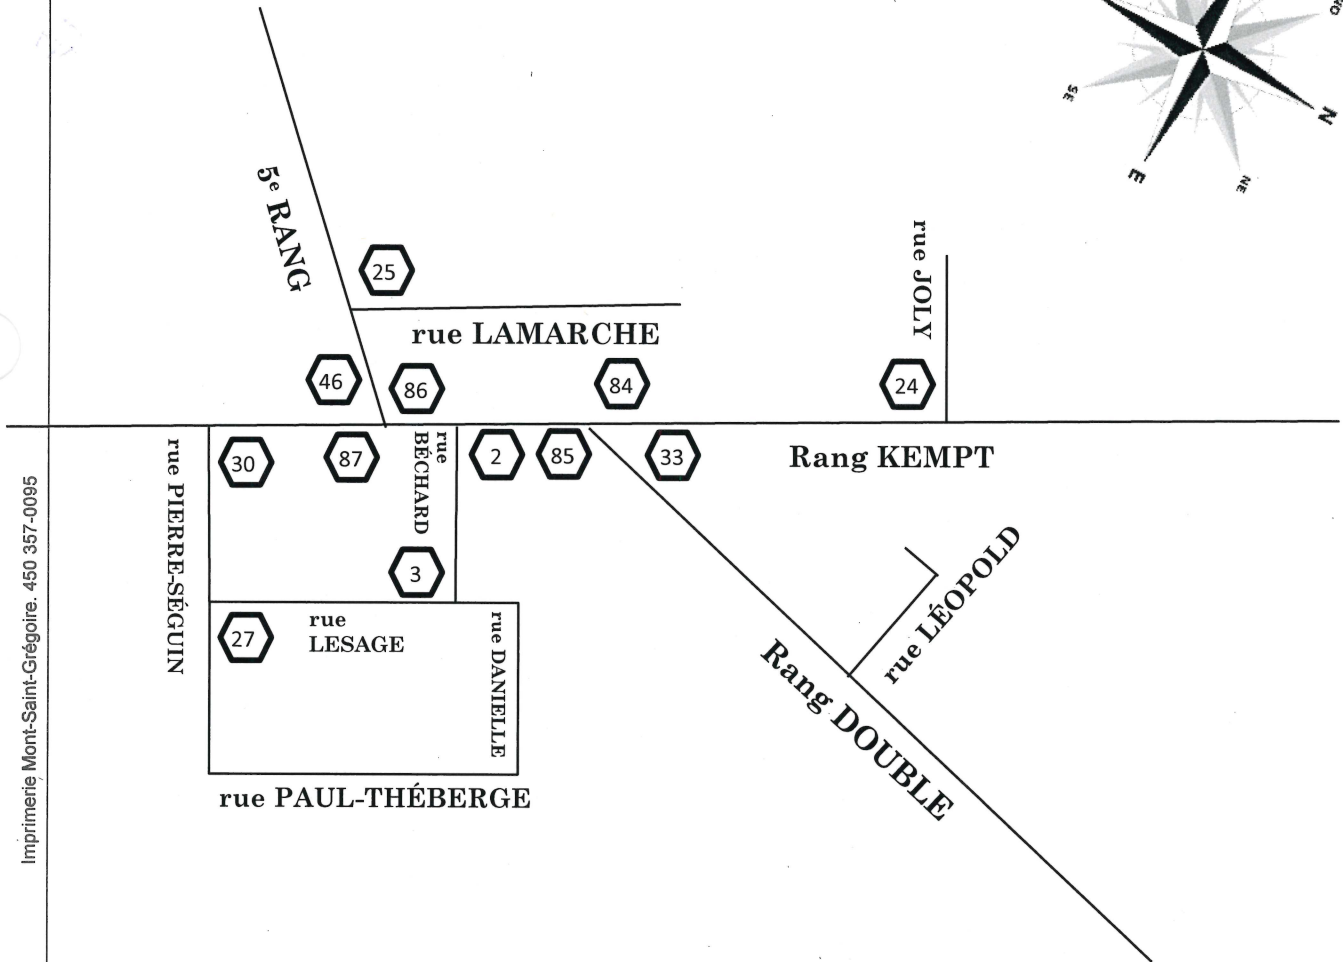 NO
SE
N
E
NE
5e RANG
25
rue LAMARCHE
rue JOLY
46
86
84
24
rue PIERRE-SÉGUIN
30
87
rue
BÉCHARD
2
85
33
Rang KEMPT
3
27
rue
LESAGE
rue DANIELLE
rue LÉOPOLD
Rang DOUBLE
rue PAUL-THÉBERGE
Imprimerie Mont-Saint-Grégoire. 450 357-0095